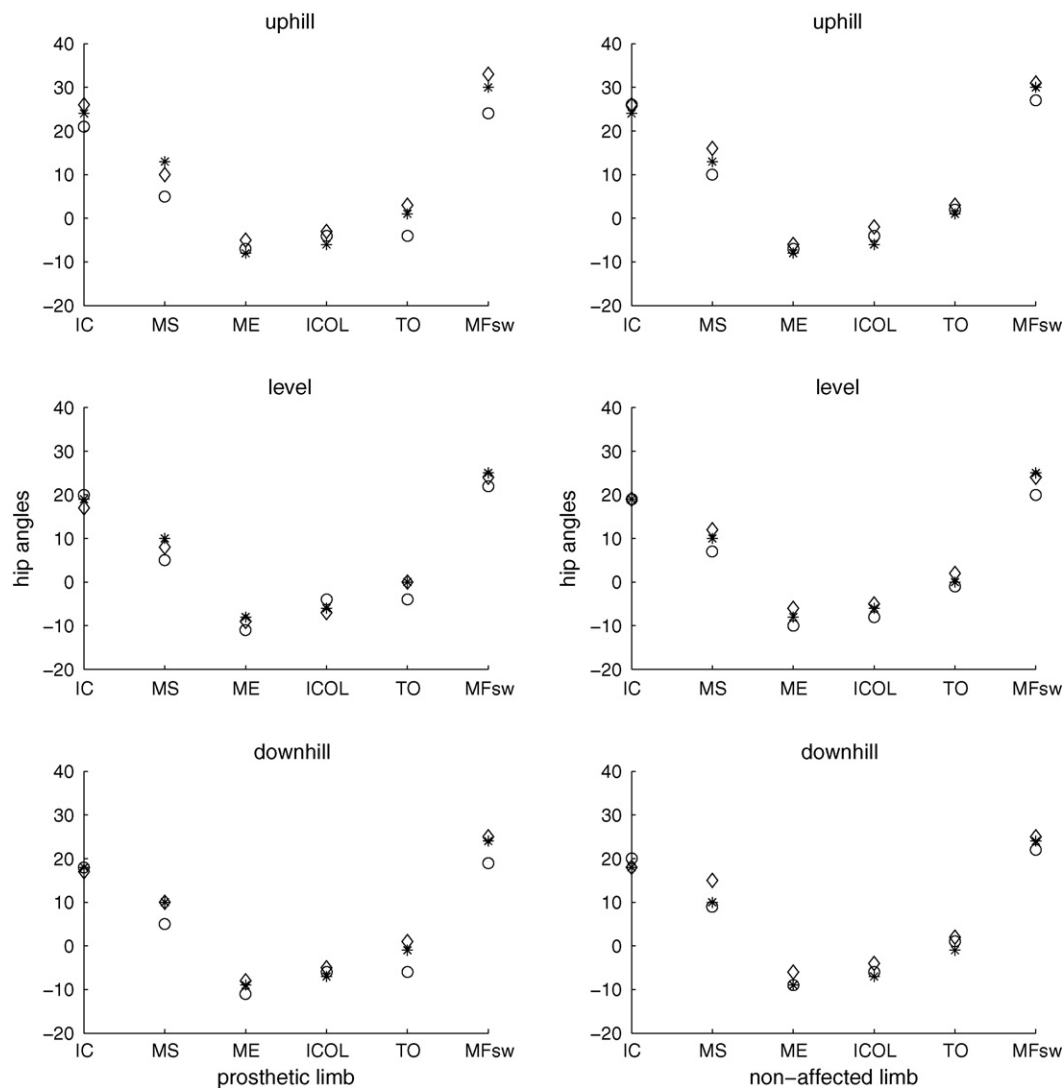 uphill
40
30
20
10
0
−10
−20
IC MS ME ICOL TO MFsw
uphill
40
30
20
10
0
−10
−20
IC MS ME ICOL TO MFsw
level
hip angles
40
30
20
10
0
−10
−20
IC MS ME ICOL TO MFsw
level
hip angles
40
30
20
10
0
−10
−20
IC MS ME ICOL TO MFsw
downhill
40
30
20
10
0
−10
−20
IC MS ME ICOL TO MFsw
prosthetic limb
downhill
40
30
20
10
0
−10
−20
IC MS ME ICOL TO MFsw
non−affected limb